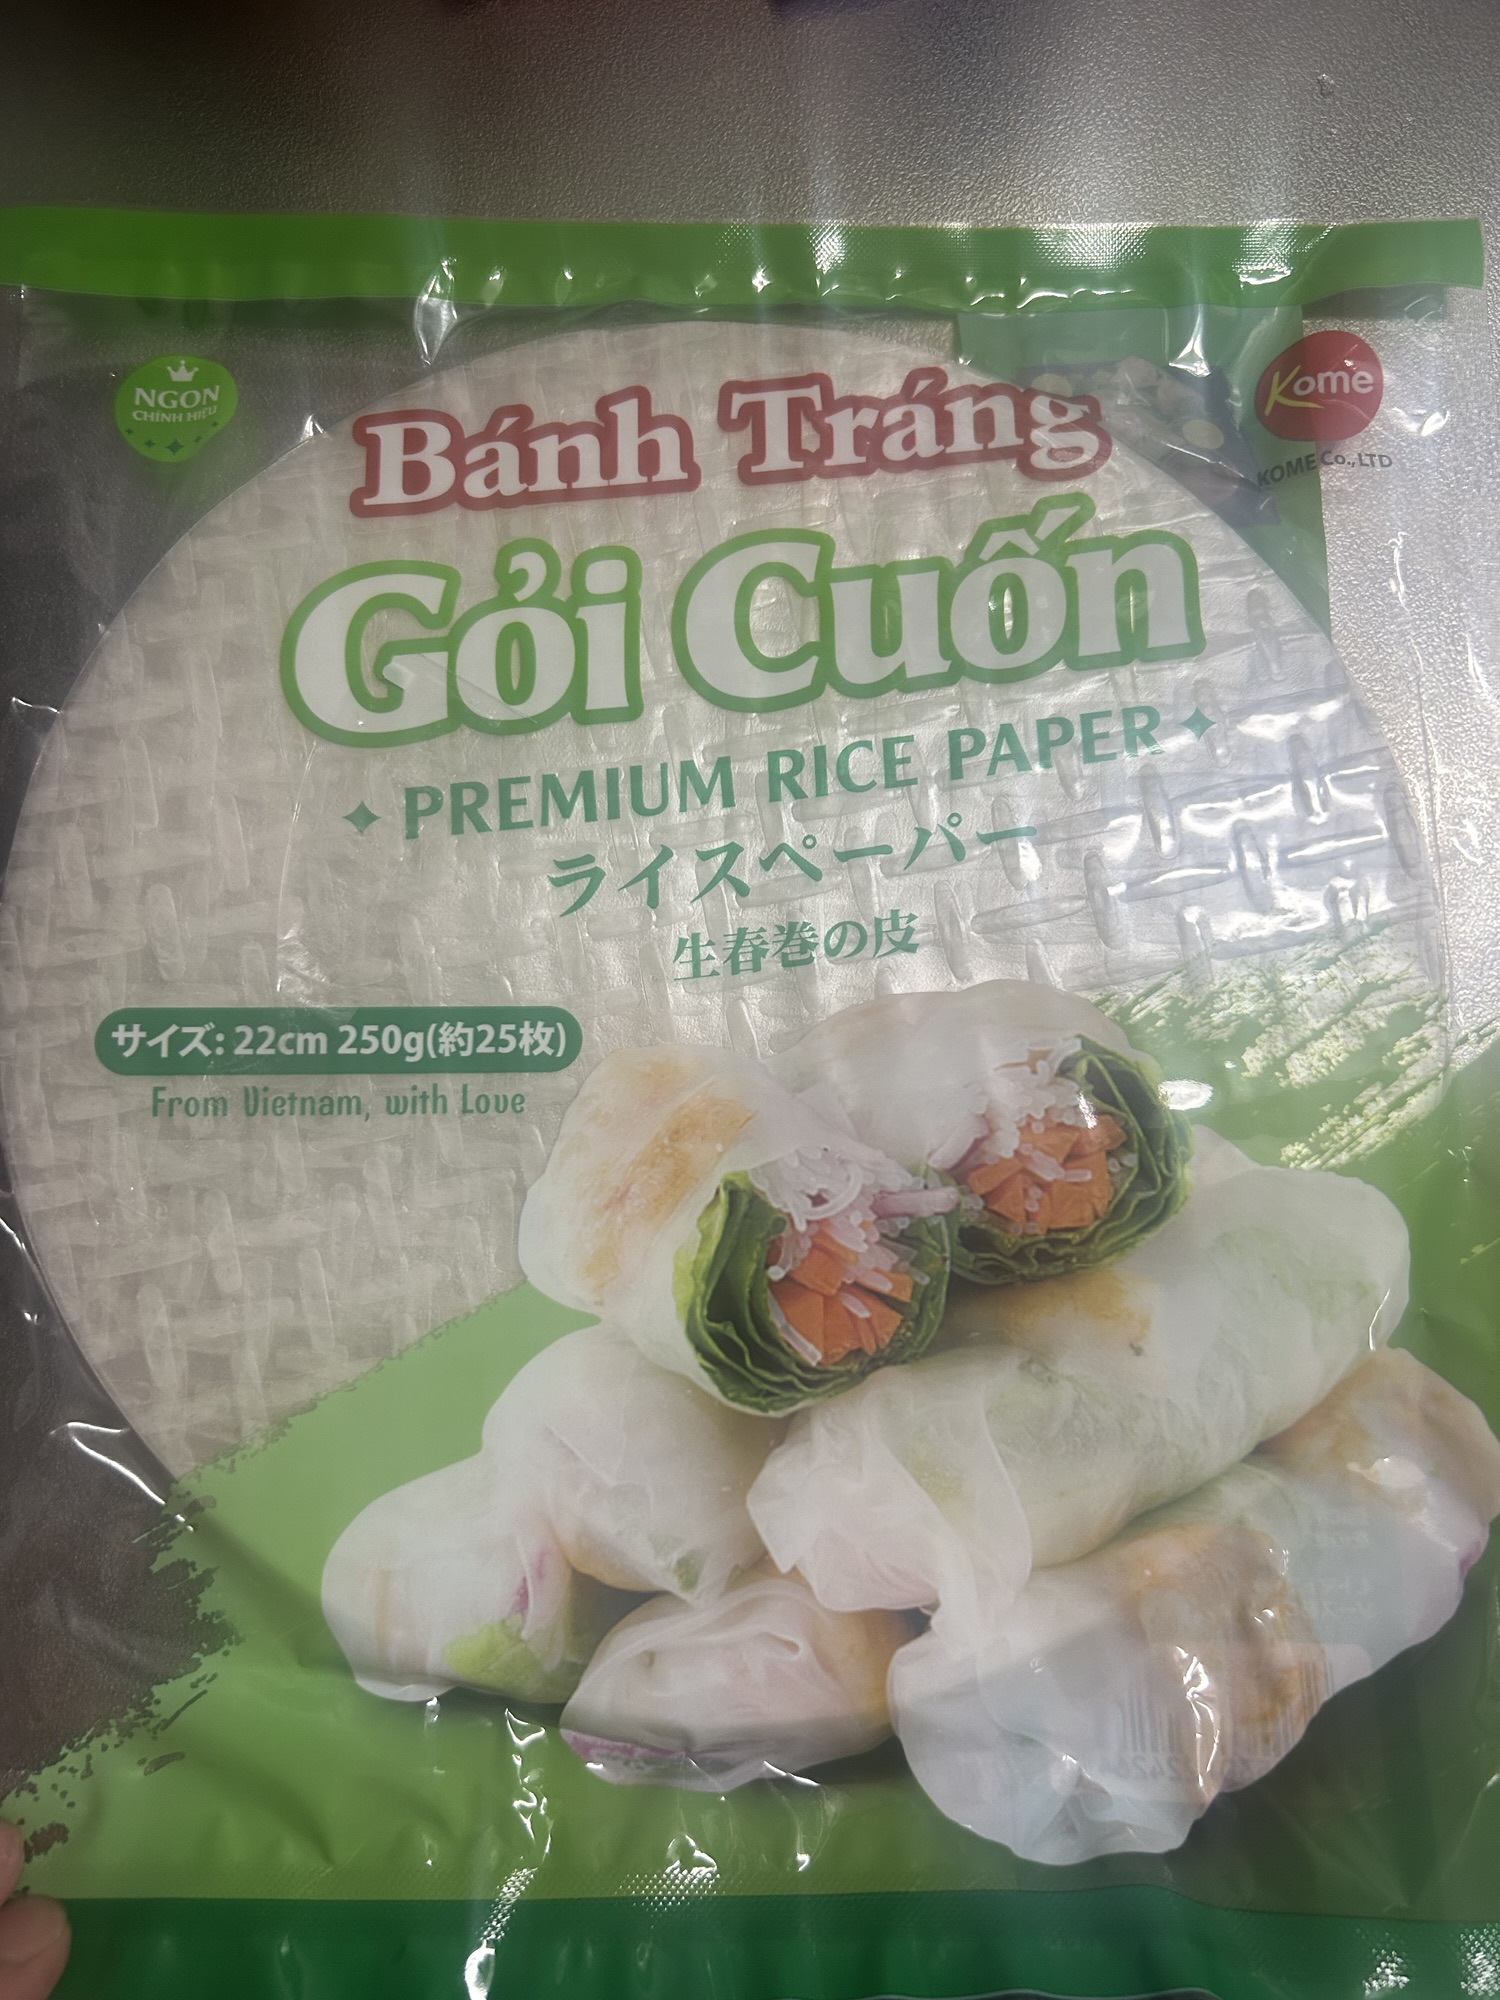 NGON
CHÍNH HIỆU
Kome
KOME Co.,LTD
Bánh Tráng
Gỏi Cuốn
PREMIUM RICE PAPER
ライスペーパー
生春巻の皮
サイズ: 22cm 250g(約25枚)
From Vietnam, with Love